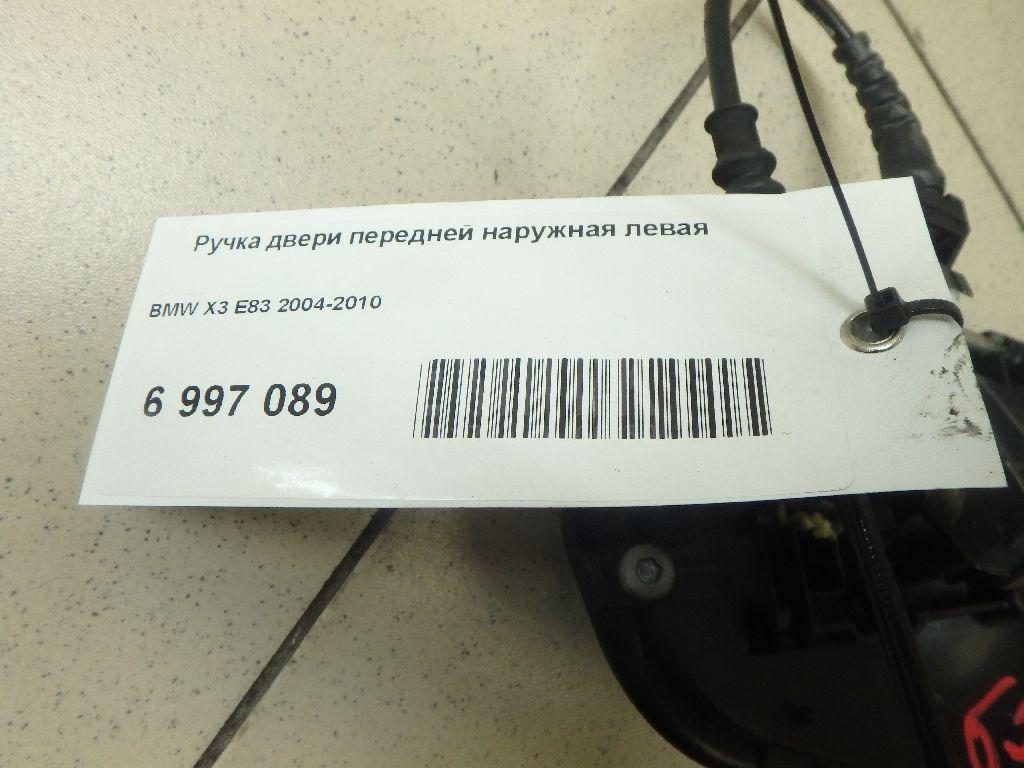 Ручка двери передней наружная левая
BMW X3 E83 2004-2010
6 997 089